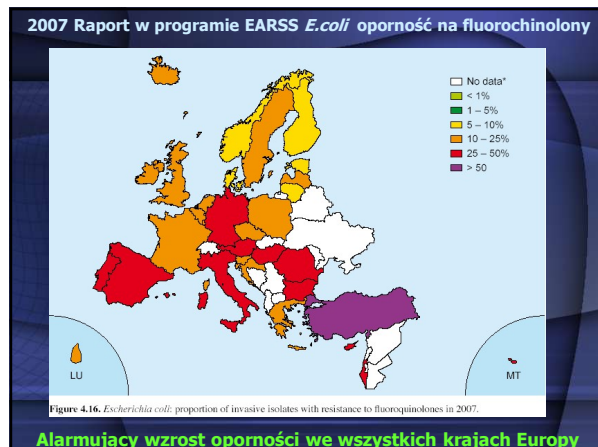 2007 Raport w programie EARSS E.coli oporność na fluorochinolony
No data*
< 1%
1 – 5%
5 – 10%
10 – 25%
25 – 50%
> 50
LU
MT
Figure 4.16. Escherichia coli: proportion of invasive isolates with resistance to fluoroquinolones in 2007.
Alarmujący wzrost oporności we wszystkich krajach Europy